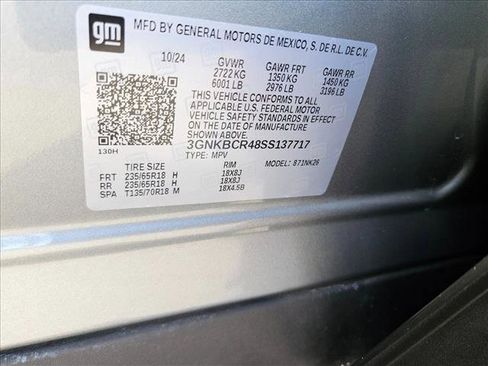 gm
MFD BY GENERAL MOTORS DE MEXICO, S. DE R.L. DE C.V.
10/24 GVWR GAWR FRT GAWR RR
2722 KG 1350 KG 1450 KG
6001 LB 2976 LB 3196 LB
THIS VEHICLE CONFORMS TO ALL
APPLICABLE U.S. FEDERAL MOTOR
VEHICLE SAFETY AND BUMPER
STANDARDS IN EFFECT ON THE DATE OF
MANUFACTURE SHOWN ABOVE.
3GNKBCR48SS137717
130H TYPE: MPV 871NK26
TIRE SIZE RIM
FRT 235/65R18 H 18X8J
RR 235/65R18 H 18X8J
SPA T135/70R18 M 18X4.5B